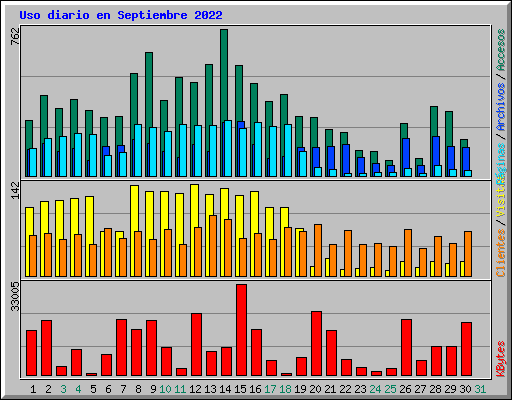 Uso diario en Septiembre 2022
762
142
33005
Accesos
Archivos /
Páginas /
Visitas
Clientes /
KBytes
1 2 3 4 5 6 7 8 9 10 11 12 13 14 15 16 17 18 19 20 21 22 23 24 25 26 27 28 29 30 31